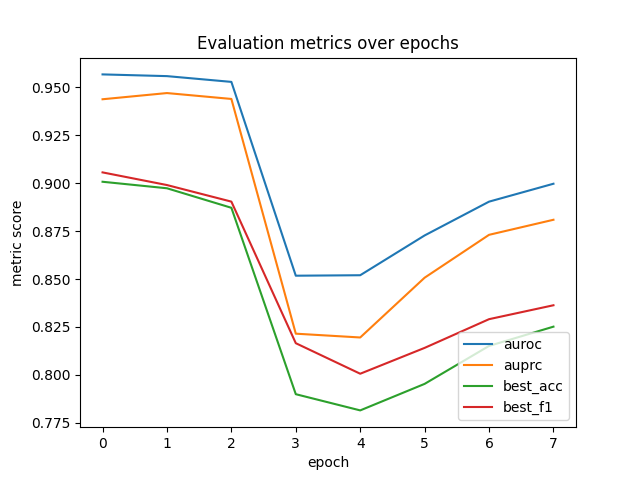 Evaluation metrics over epochs
metric score
0.950
0.925
0.900
0.875
0.850
0.825
0.800
0.775
auroc
auprc
best_acc
best_f1
0 1 2 3 4 5 6 7
epoch